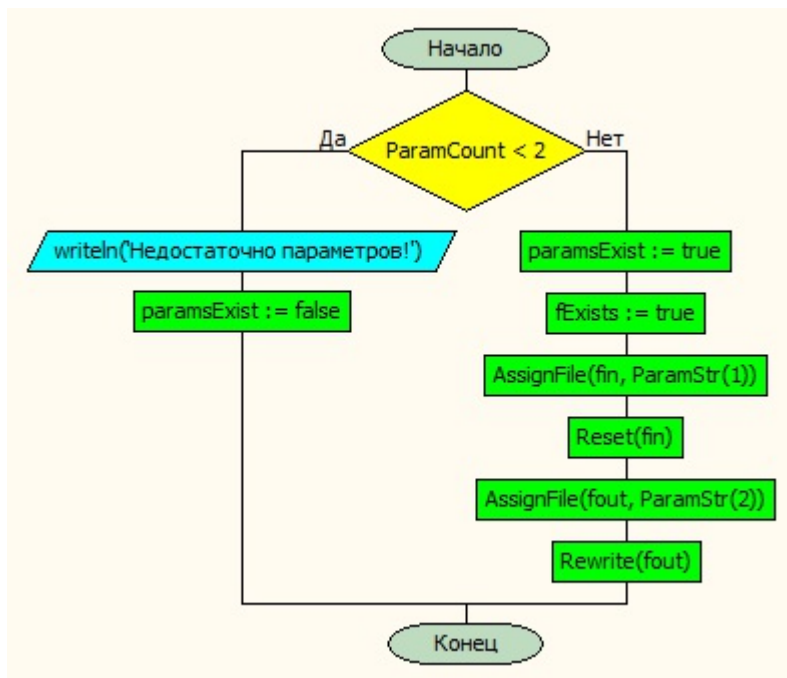 Начало
ParamCount < 2
Да
Нет
writeln('Недостаточно параметров!')
paramsExist := false
paramsExist := true
fExists := true
AssignFile(fin, ParamStr(1))
Reset(fin)
AssignFile(fout, ParamStr(2))
Rewrite(fout)
Конец